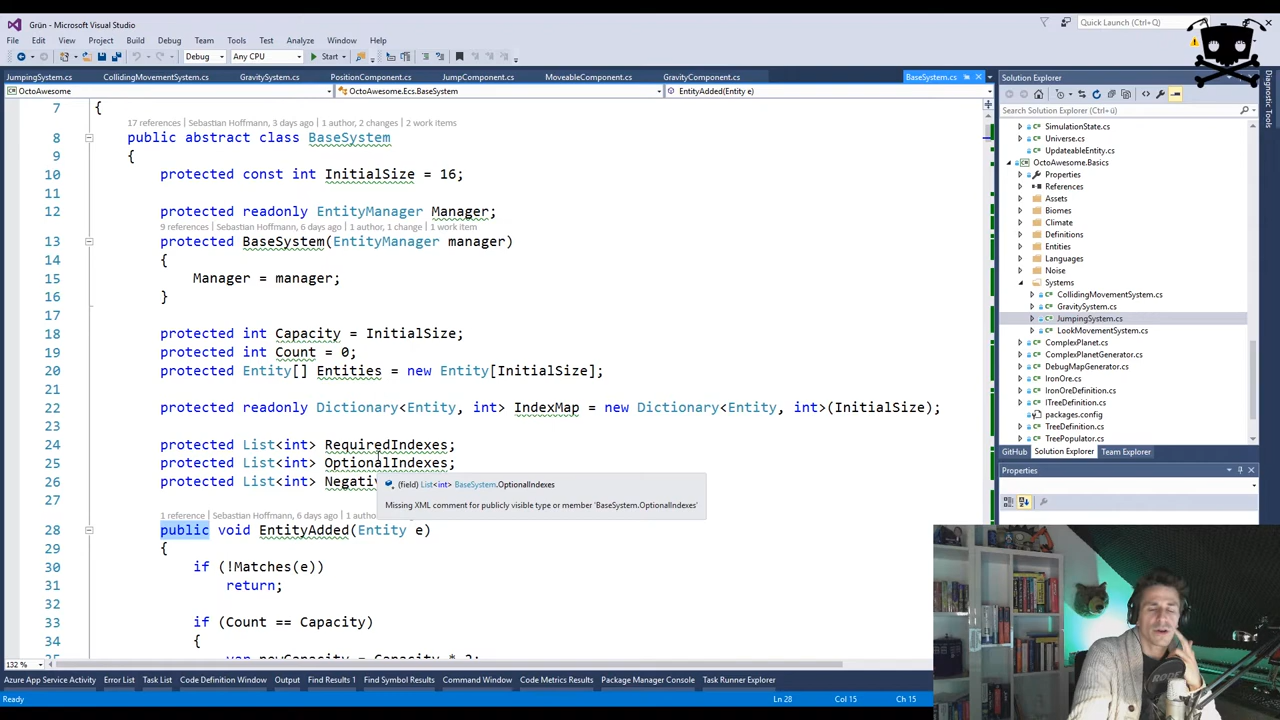 Grün - Microsoft Visual Studio
Quick Launch (Ctrl+Q)
File Edit View Project Build Debug Team Tools Test Analyze Window Help
Debug Any CPU Start
JumpingSystem.cs CollidingMovementSystem.cs GravitySystem.cs PositionComponent.cs JumpComponent.cs MoveableComponent.cs GravityComponent.cs BaseSystem.cs
OctoAwesome OctoAwesome.Ecs.BaseSystem EntityAdded(Entity e)
7 {
17 references | Sebastian Hoffmann, 3 days ago | 1 author, 2 changes | 2 work items
8 public abstract class BaseSystem
9 {
10 protected const int InitialSize = 16;
11
12 protected readonly EntityManager Manager;
9 references | Sebastian Hoffmann, 6 days ago | 1 author, 1 change | 1 work item
13 protected BaseSystem(EntityManager manager)
14 {
15 Manager = manager;
16 }
17
18 protected int Capacity = InitialSize;
19 protected int Count = 0;
20 protected Entity[] Entities = new Entity[InitialSize];
21
22 protected readonly Dictionary<Entity, int> IndexMap = new Dictionary<Entity, int>(InitialSize);
23
24 protected List<int> RequiredIndexes;
25 protected List<int> OptionalIndexes;
26 protected List<int> Negativ
(field) List<int> BaseSystem.OptionalIndexes
Missing XML comment for publicly visible type or member 'BaseSystem.OptionalIndexes'
27
1 reference | Sebastian Hoffmann, 6 days ago | 1 author, 1 change
28 public void EntityAdded(Entity e)
29 {
30 if (!Matches(e))
31 return;
32
33 if (Count == Capacity)
34 {
var newCapacity = Capacity * 2;
132 %
Solution Explorer
Search Solution Explorer (Ctrl+ü)
SimulationState.cs
Universe.cs
UpdateableEntity.cs
OctoAwesome.Basics
Properties
References
Assets
Biomes
Climate
Definitions
Entities
Languages
Noise
Systems
CollidingMovementSystem.cs
GravitySystem.cs
JumpingSystem.cs
LookMovementSystem.cs
ComplexPlanet.cs
ComplexPlanetGenerator.cs
DebugMapGenerator.cs
IronOre.cs
IronOreDefinition.cs
ITreeDefinition.cs
packages.config
TreeDefinition.cs
TreePopulator.cs
GitHub Solution Explorer Team Explorer
Properties
Diagnostic Tools
Azure App Service Activity Error List Task List Code Definition Window Output Find Results 1 Find Symbol Results Command Window Code Metrics Results Package Manager Console Task Runner Explorer
Ready Ln 28 Col 15 Ch 15